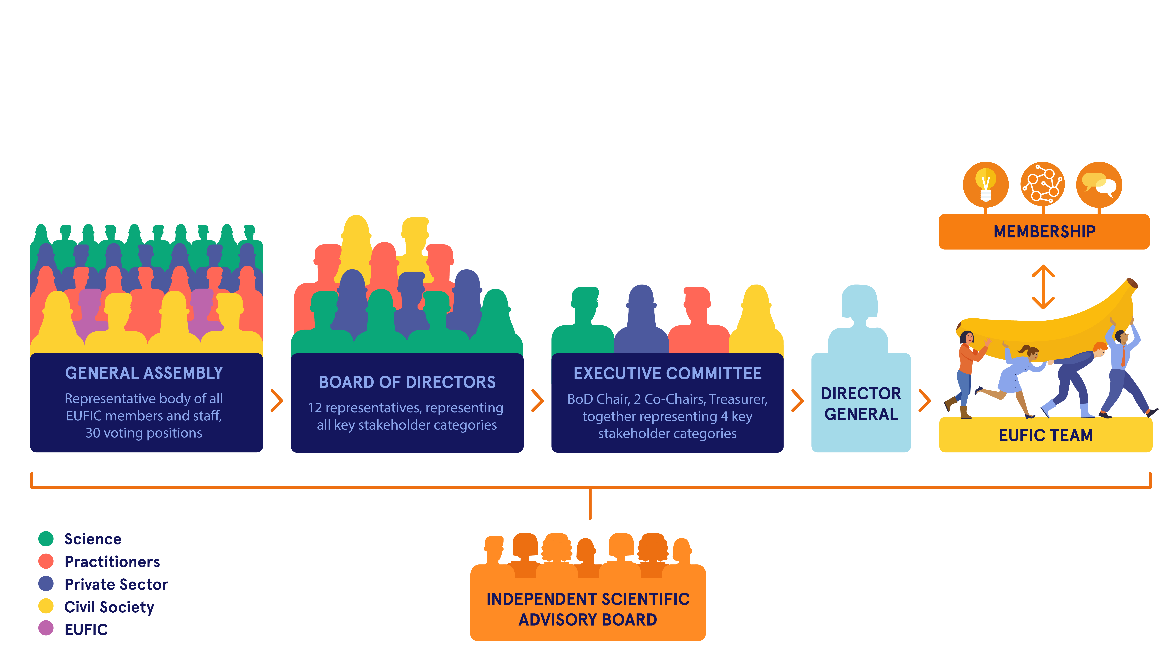 MEMBERSHIP
GENERAL ASSEMBLY
Representative body of all
EUFIC members and staff,
30 voting positions
BOARD OF DIRECTORS
12 representatives, representing
all key stakeholder categories
EXECUTIVE COMMITTEE
BoD Chair, 2 Co-Chairs, Treasurer,
together representing 4 key
stakeholder categories
DIRECTOR
GENERAL
EUFIC TEAM
Science
Practitioners
Private Sector
Civil Society
EUFIC
INDEPENDENT SCIENTIFIC
ADVISORY BOARD